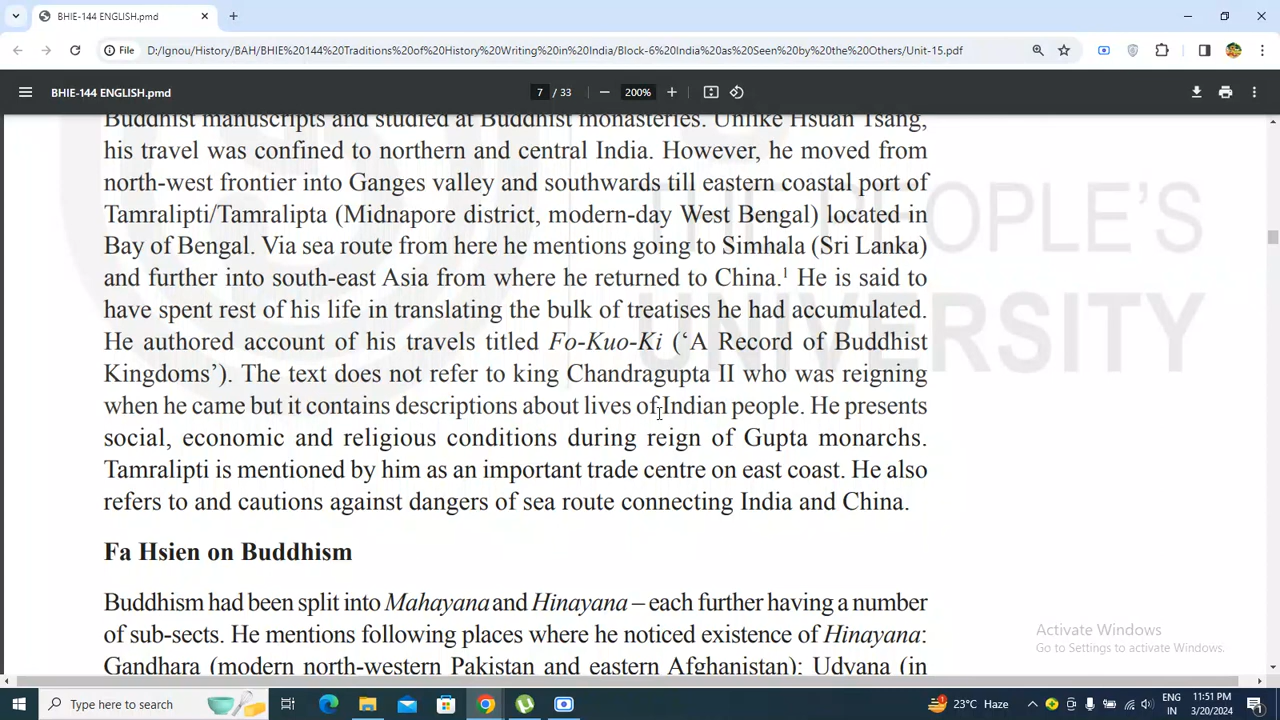 BHIE-144 ENGLISH.pmd
File
D:/Ignou/History/BAH/BHIE%20144%20Traditions%20of%20History%20Writing%20in%20India/Block-6%20India%20as%20Seen%20by%20the%20Others/Unit-15.pdf
BHIE-144 ENGLISH.pmd
7 / 33
200%
Buddhist manuscripts and studied at Buddhist monasteries. Unlike Hsuan Tsang,
his travel was confined to northern and central India. However, he moved from
north-west frontier into Ganges valley and southwards till eastern coastal port of
Tamralipti/Tamralipta (Midnapore district, modern-day West Bengal) located in
Bay of Bengal. Via sea route from here he mentions going to Simhala (Sri Lanka)
and further into south-east Asia from where he returned to China.1 He is said to
have spent rest of his life in translating the bulk of treatises he had accumulated.
He authored account of his travels titled Fo-Kuo-Ki (‘A Record of Buddhist
Kingdoms’). The text does not refer to king Chandragupta II who was reigning
when he came but it contains descriptions about lives of Indian people. He presents
social, economic and religious conditions during reign of Gupta monarchs.
Tamralipti is mentioned by him as an important trade centre on east coast. He also
refers to and cautions against dangers of sea route connecting India and China.
Fa Hsien on Buddhism
Buddhism had been split into Mahayana and Hinayana – each further having a number
of sub-sects. He mentions following places where he noticed existence of Hinayana:
Gandhara (modern north-western Pakistan and eastern Afghanistan); Udvana (in
PEOPLE'S
UNIVERSITY
Activate Windows
Go to Settings to activate Windows.
Type here to search
23°C Haze
ENG
IN
11:51 PM
3/20/2024